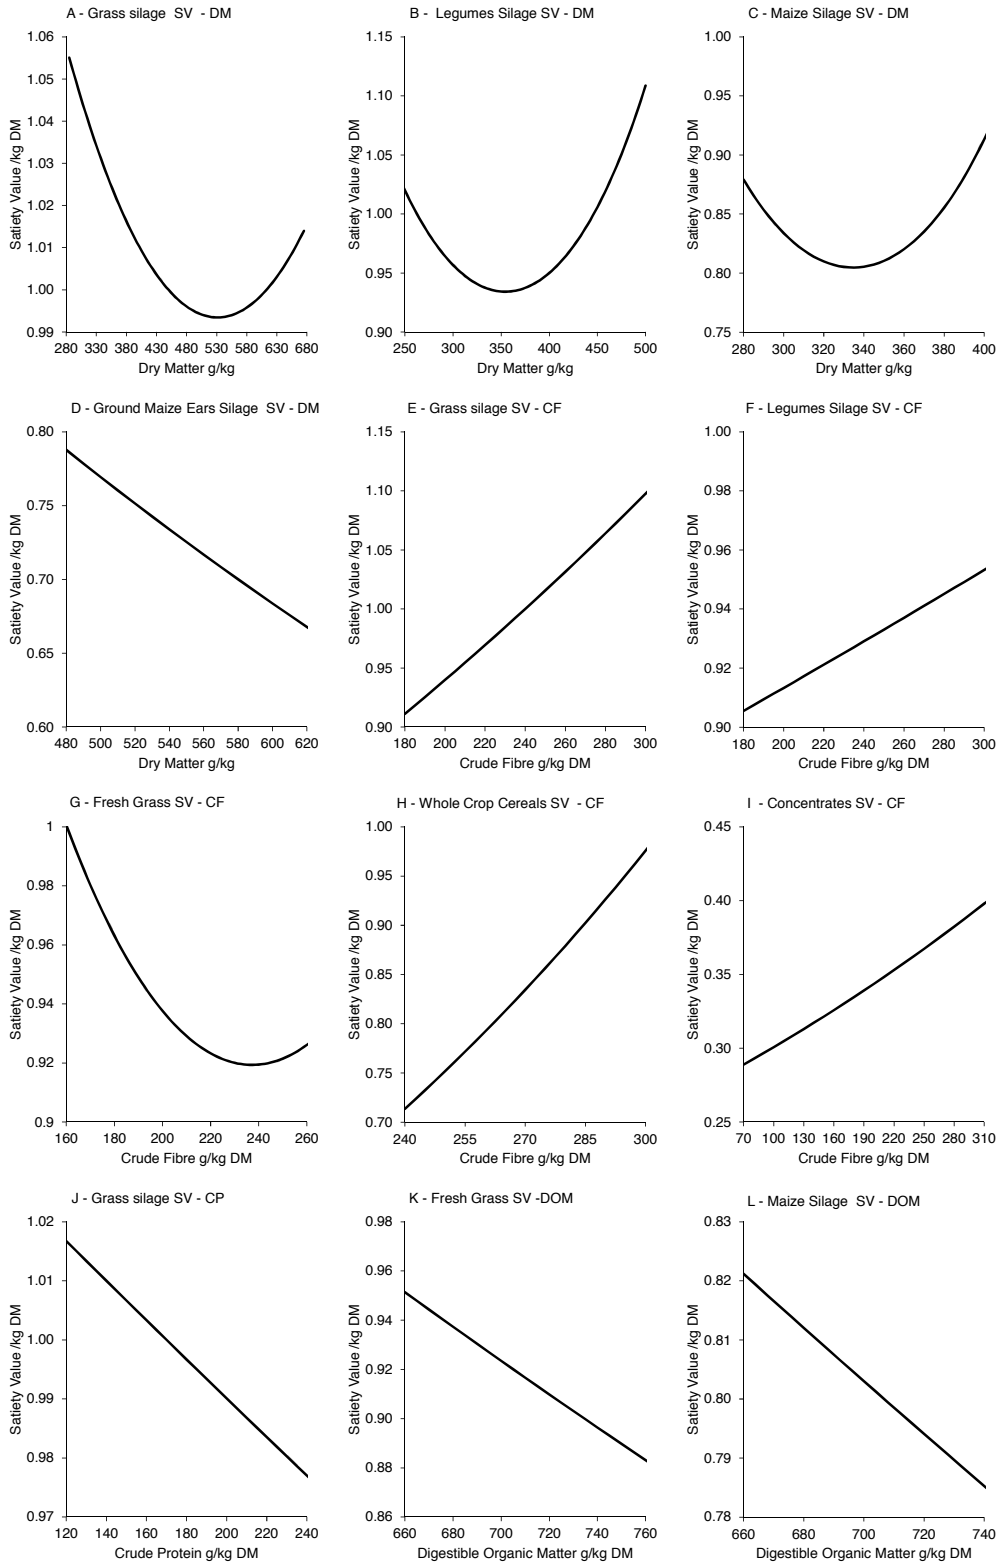 A - Grass silage SV - DM
1.06
1.05
1.04
1.03
1.02
1.01
1.00
0.99
Satiety Value /kg DM
280 330 380 430 480 530 580 630 680
Dry Matter g/kg
B - Legumes Silage SV - DM
1.15
1.10
1.05
1.00
0.95
0.90
Satiety Value /kg DM
250 300 350 400 450 500
Dry Matter g/kg
C - Maize Silage SV - DM
1.00
0.95
0.90
0.85
0.80
0.75
Satiety Value /kg DM
280 300 320 340 360 380 400
Dry Matter g/kg
D - Ground Maize Ears Silage SV - DM
0.80
0.75
0.70
0.65
0.60
Satiety Value /kg DM
480 500 520 540 560 580 600 620
Dry Matter g/kg
E - Grass silage SV - CF
1.15
1.10
1.05
1.00
0.95
0.90
Satiety Value /kg DM
180 200 220 240 260 280 300
Crude Fibre g/kg DM
F - Legumes Silage SV - CF
1.00
0.98
0.96
0.94
0.92
0.90
Satiety Value /kg DM
180 200 220 240 260 280 300
Crude Fibre g/kg DM
G - Fresh Grass SV - CF
1
0.98
0.96
0.94
0.92
0.9
Satiety Value /kg DM
160 180 200 220 240 260
Crude Fibre g/kg DM
H - Whole Crop Cereals SV - CF
1.00
0.95
0.90
0.85
0.80
0.75
0.70
Satiety Value /kg DM
240 255 270 285 300
Crude Fibre g/kg DM
I - Concentrates SV - CF
0.45
0.40
0.35
0.30
0.25
Satiety Value /kg DM
70 100 130 160 190 220 250 280 310
Crude Fibre g/kg DM
J - Grass silage SV - CP
1.02
1.01
1.00
0.99
0.98
0.97
Satiety Value /kg DM
120 140 160 180 200 220 240
Crude Protein g/kg DM
K - Fresh Grass SV -DOM
0.98
0.96
0.94
0.92
0.90
0.88
0.86
Satiety Value /kg DM
660 680 700 720 740 760
Digestible Organic Matter g/kg DM
L - Maize Silage SV - DOM
0.83
0.82
0.81
0.80
0.79
0.78
Satiety Value /kg DM
660 680 700 720 740
Digestible Organic Matter g/kg DM